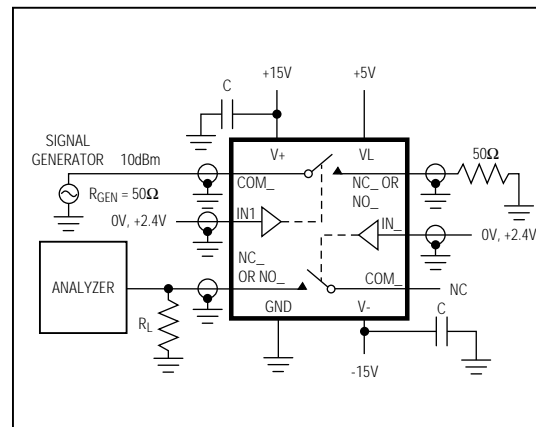 +15V +5V
C
SIGNAL
GENERATOR 10dBm
V+ VL
50Ω
COM_
NC_ OR
NO_
RGEN = 50Ω
0V, +2.4V IN1
IN_ 0V, +2.4V
NC_
OR NO_
COM_ NC
ANALYZER
RL
GND V-
C
-15V